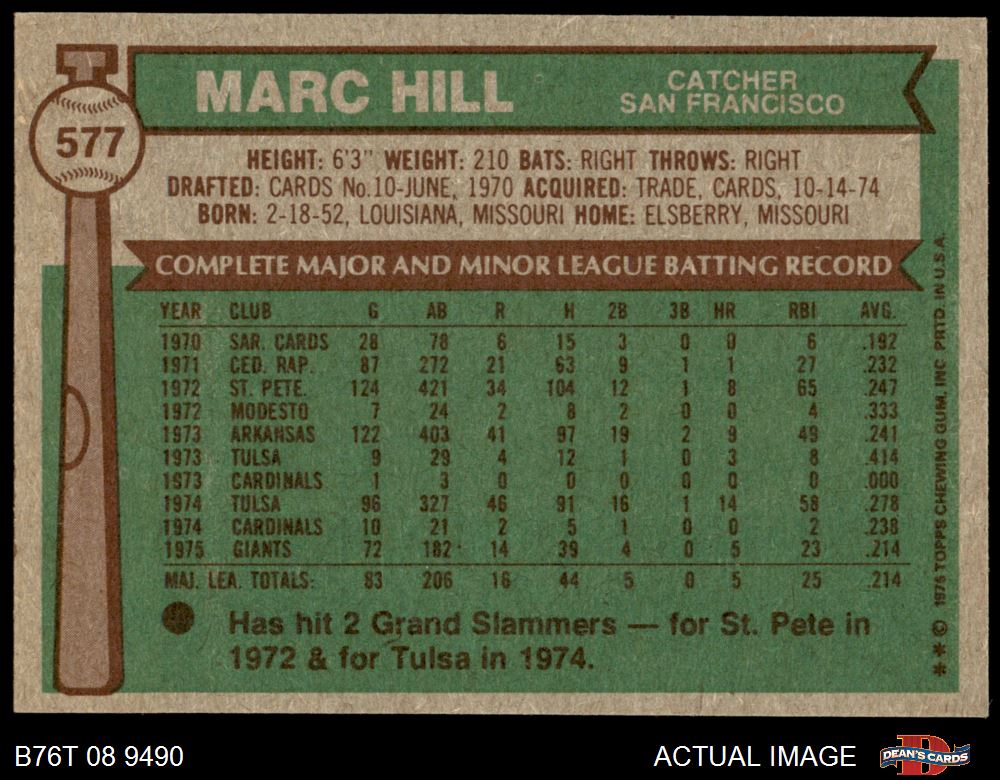 577
MARC HILL
CATCHER
SAN FRANCISCO
HEIGHT: 6'3" WEIGHT: 210 BATS: RIGHT THROWS: RIGHT
DRAFTED: CARDS No.10-JUNE, 1970 ACQUIRED: TRADE, CARDS, 10-14-74
BORN: 2-18-52, LOUISIANA, MISSOURI HOME: ELSBERRY, MISSOURI
COMPLETE MAJOR AND MINOR LEAGUE BATTING RECORD
YEAR CLUB G AB R H 2B 3B HR RBI AVG.
1970 SAR. CARDS 28 78 6 15 3 0 0 6 .192
1971 CED. RAP. 87 272 21 63 9 1 1 27 .232
1972 ST. PETE. 124 421 34 104 12 1 8 65 .247
1972 MODESTO 7 24 2 8 2 0 0 4 .333
1973 ARKANSAS 122 403 41 97 19 2 9 49 .241
1973 TULSA 9 29 4 12 1 0 3 8 .414
1973 CARDINALS 1 3 0 0 0 0 0 0 .000
1974 TULSA 96 327 46 91 16 1 14 58 .278
1974 CARDINALS 10 21 2 5 1 0 0 2 .238
1975 GIANTS 72 182 14 39 4 0 5 23 .214
MAJ. LEA. TOTALS: 83 206 16 44 5 0 5 25 .214
Has hit 2 Grand Slammers — for St. Pete in
1972 & for Tulsa in 1974.
** © 1976 TOPPS CHEWING GUM, INC PRTD. IN U.S.A.
B76T 08 9490
ACTUAL IMAGE
DEAN'S CARDS